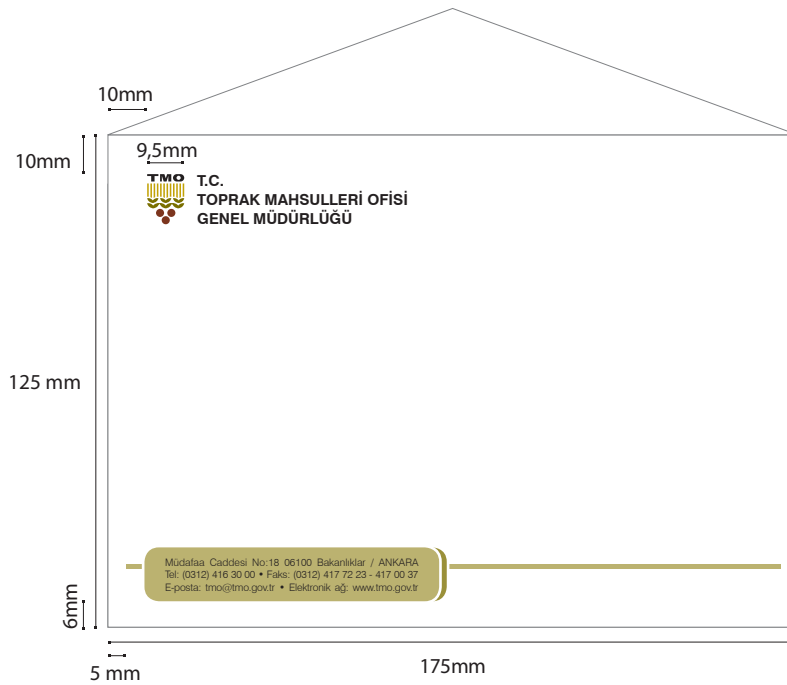 10mm
10mm
9,5mm
TMO
T.C.
TOPRAK MAHSULLERİ OFİSİ
GENEL MÜDÜRLÜĞÜ
125 mm
Müdafaa Caddesi No:18 06100 Bakanlıklar / ANKARA
Tel: (0312) 416 30 00 • Faks: (0312) 417 72 23 - 417 00 37
E-posta: tmo@tmo.gov.tr • Elektronik ağ: www.tmo.gov.tr
6mm
5 mm
175mm